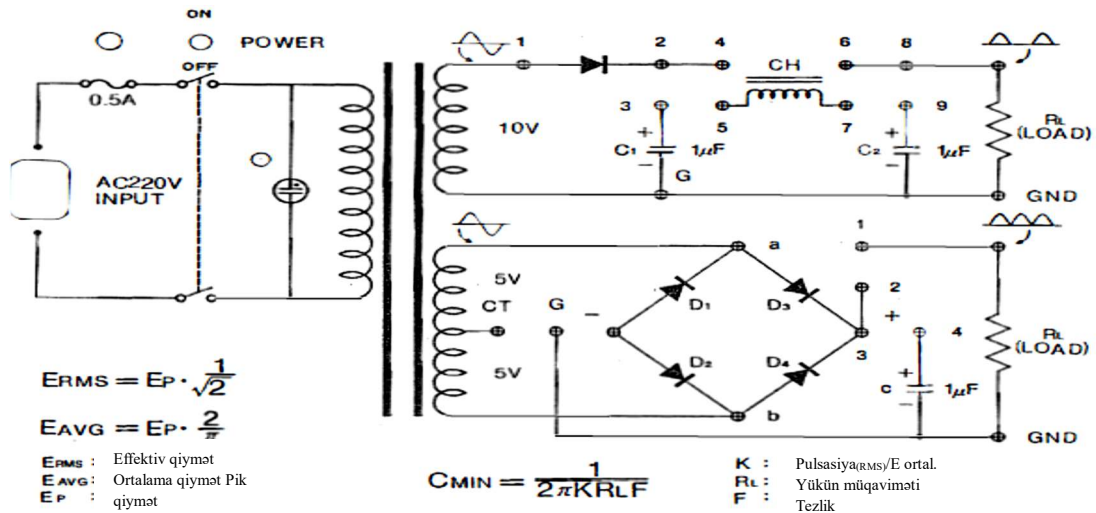 ON
POWER
OFF
0.5A
AC220V
INPUT
1 2 4 6 8
CH
3 5 7 9
10V
C1 1μF
C2 1μF
+
−
+
−
G
RL
(LOAD)
GND
a
1
5V
CT
G
−
D1
D3
2
+
3
4
5V
D2
D4
+
C 1μF
−
b
RL
(LOAD)
GND
ERMS = EP · 1/√2
EAVG = EP · 2/π
ERMS : Effektiv qiymət
EAVG : Ortalama qiymət Pik
EP : qiymət
CMIN = 1/2πKRLF
K : Pulsasiya(RMS)/E ortal.
RL : Yükün müqaviməti
F : Tezlik